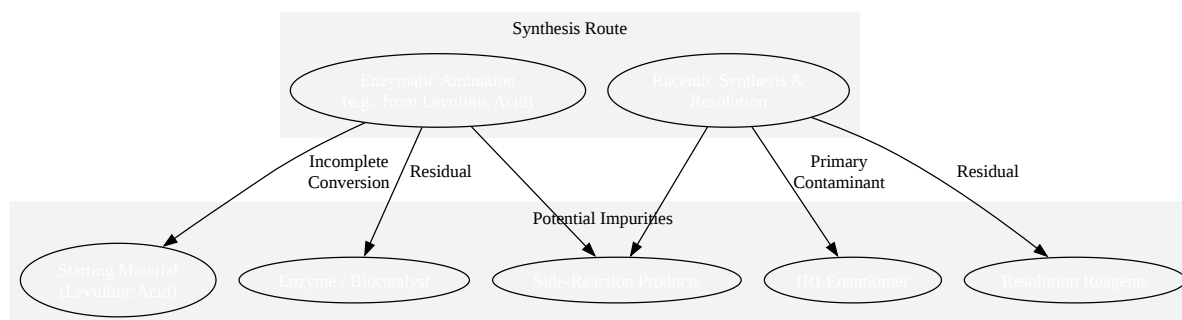 Synthesis Route
Enzymatic Amination
(e.g., from Levulinic Acid)
Racemic Synthesis &
Resolution
Incomplete
Conversion
Residual
Primary
Contaminant
Residual
Potential Impurities
Starting Material
(Levulinic Acid)
Enzyme / Biocatalyst
Side-Reaction Products
(R)-Enantiomer
Resolution Reagents